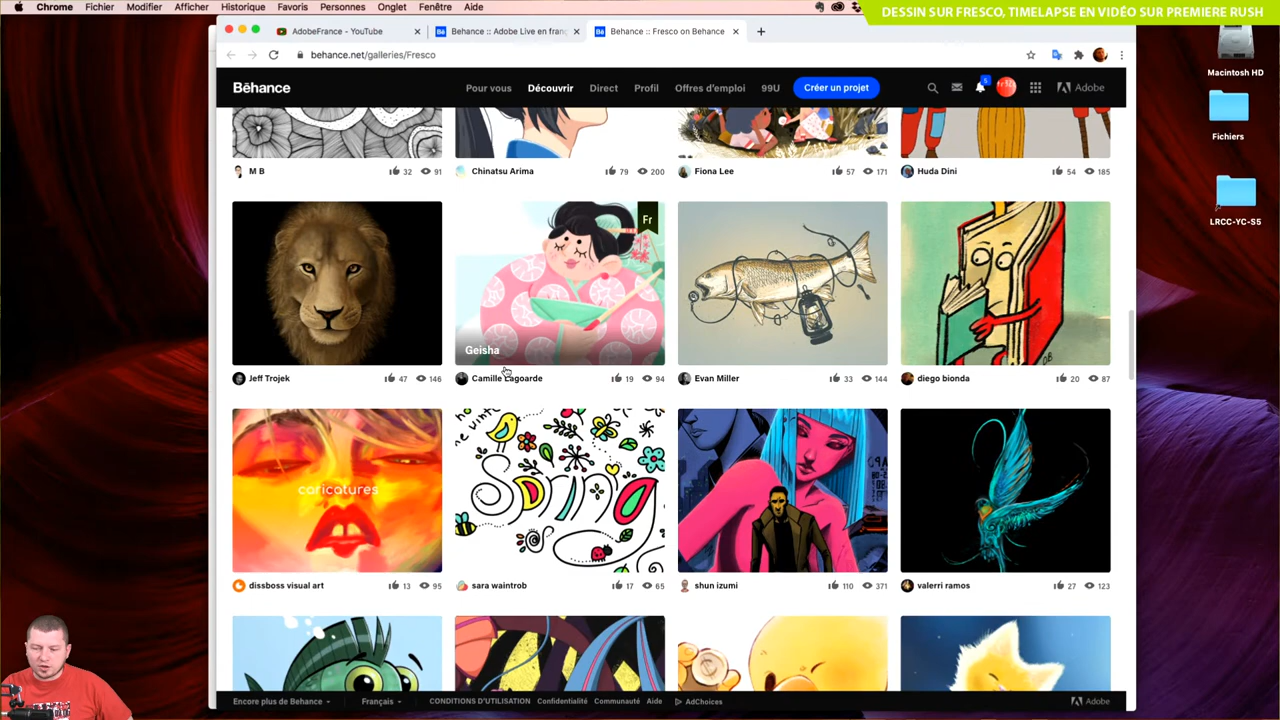 Chrome Fichier Modifier Afficher Historique Favoris Personnes Onglet Fenêtre Aide
DESSIN SUR FRESCO, TIMELAPSE EN VIDÉO SUR PREMIERE RUSH
AdobeFrance - YouTube
Behance :: Adobe Live en franç
Behance :: Fresco on Behance
behance.net/galleries/Fresco
Bēhance
Pour vous Découvrir Direct Profil Offres d'emploi 99U Créer un projet
5
Adobe
Macintosh HD
Fichiers
LRCC-YC-S5
M B 32 91
Chinatsu Arima 79 200
Fiona Lee 57 171
Huda Dini 54 185
Fr
Geisha
Jeff Trojek 47 146
Camille Lagoarde 19 94
Evan Miller 33 144
diego bionda 20 87
caricatures
Spring
dissboss visual art 13 95
sara waintrob 17 65
shun izumi 110 371
valerri ramos 27 123
Encore plus de Behance Français CONDITIONS D'UTILISATION Confidentialité Communauté Aide AdChoices Adobe